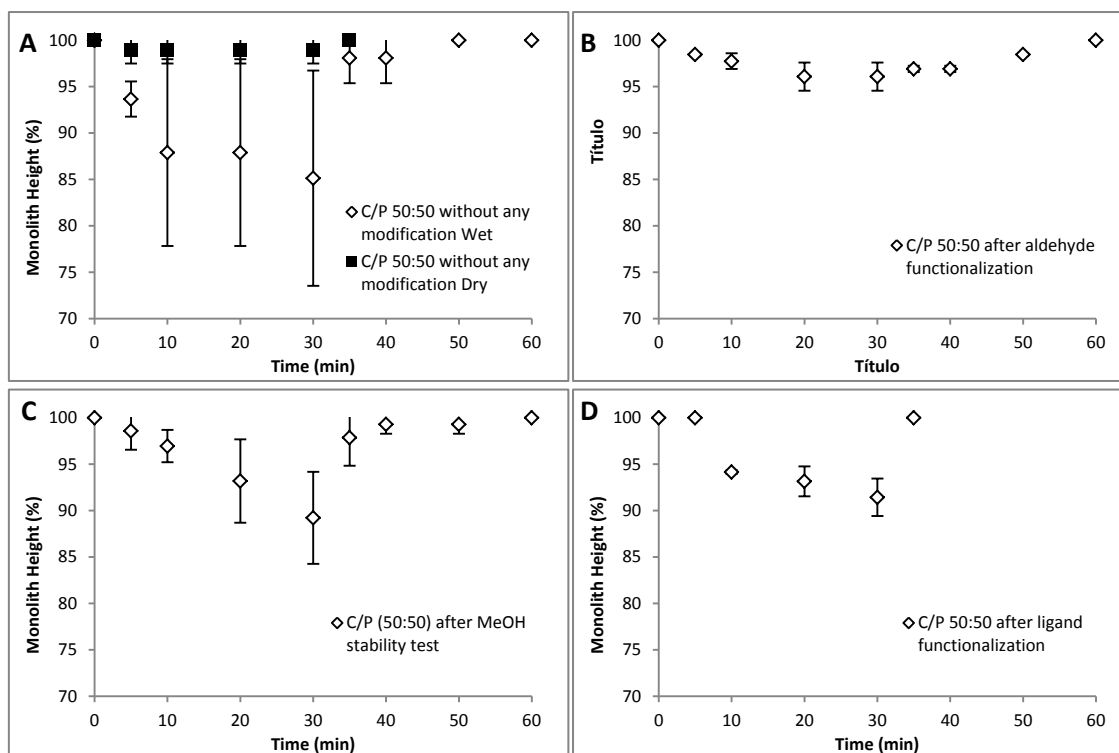 A
Monolith Height (%)
100
95
90
85
80
75
70
0 10 20 30 40 50 60
Time (min)
C/P 50:50 without any
modification Wet
C/P 50:50 without any
modification Dry
B
Título
100
95
90
85
80
75
70
0 10 20 30 40 50 60
Título
C/P 50:50 after aldehyde
functionalization
C
Monolith Height (%)
100
95
90
85
80
75
70
0 10 20 30 40 50 60
Time (min)
C/P (50:50) after MeOH
stability test
D
Monolith Height (%)
100
95
90
85
80
75
70
0 10 20 30 40 50 60
Time (min)
C/P 50:50 after ligand
functionalization